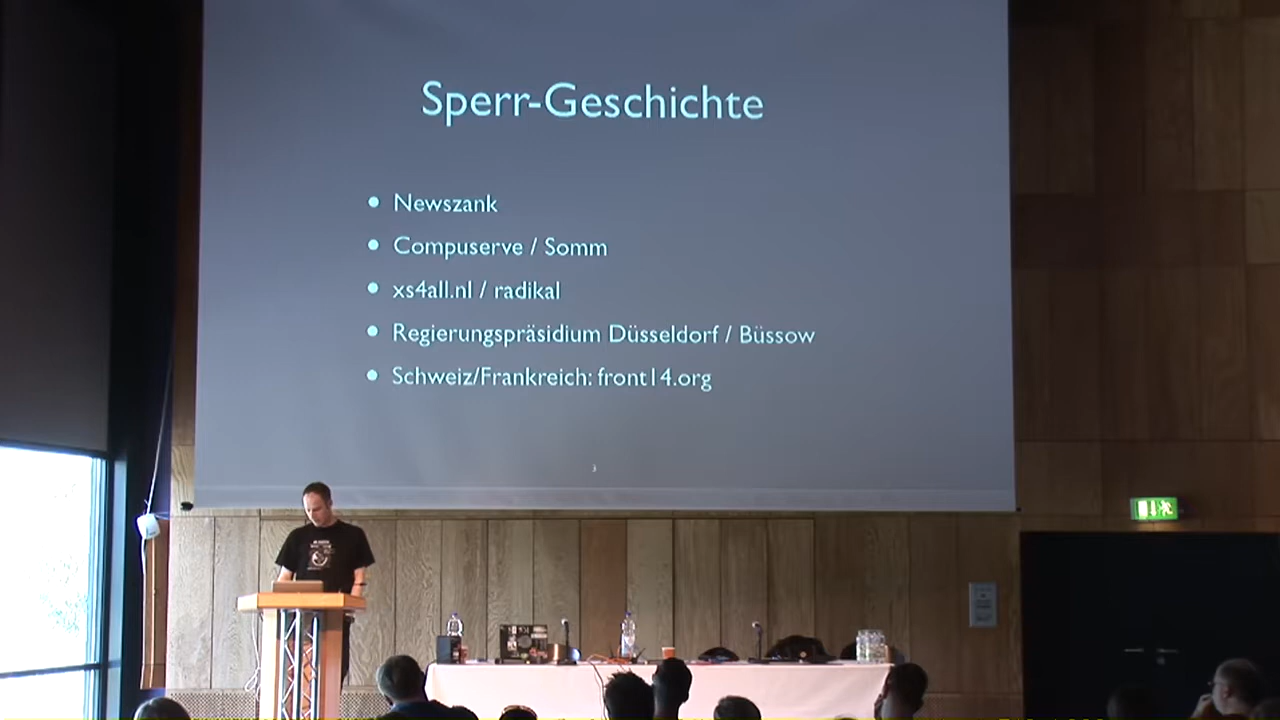 Sperr-Geschichte
Newszank
Compuserve / Somm
xs4all.nl / radikal
Regierungspräsidium Düsseldorf / Büssow
Schweiz/Frankreich: front14.org